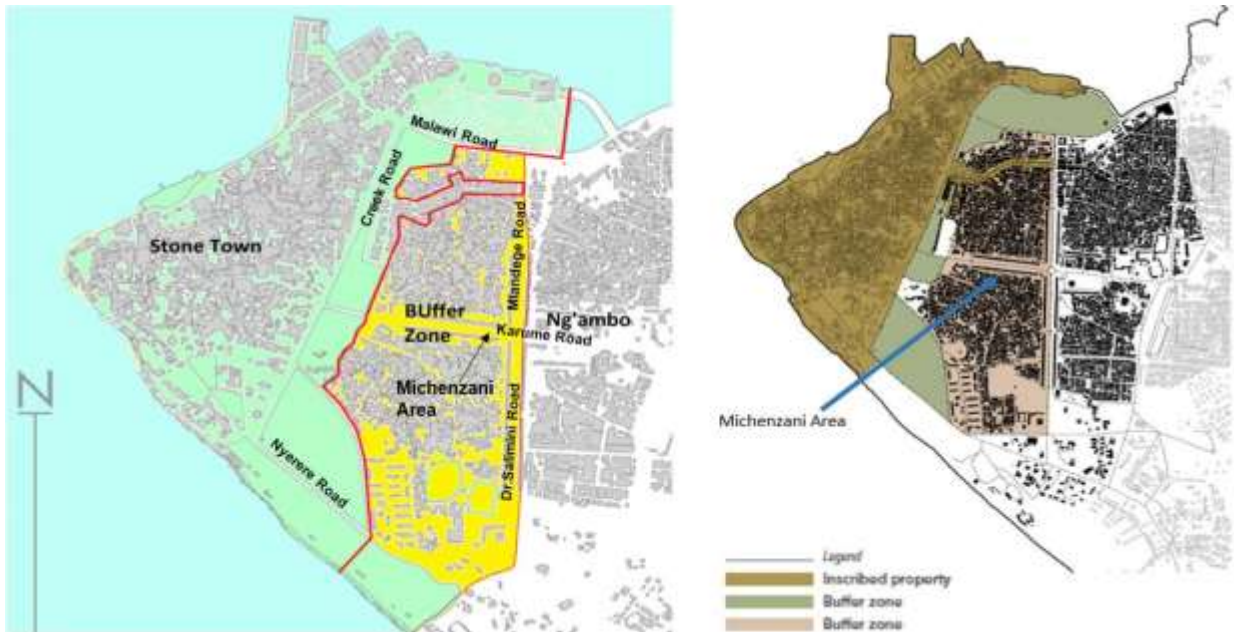 Malawi Road
Creek Road
Stone Town
Mlandege Road
BUffer
Zone
Ng'ambo
Karume Road
Michenzani
Area
Dr.Salimini Road
Nyerere Road
N
Michenzani Area
Legend
Inscribed property
Buffer zone
Buffer zone